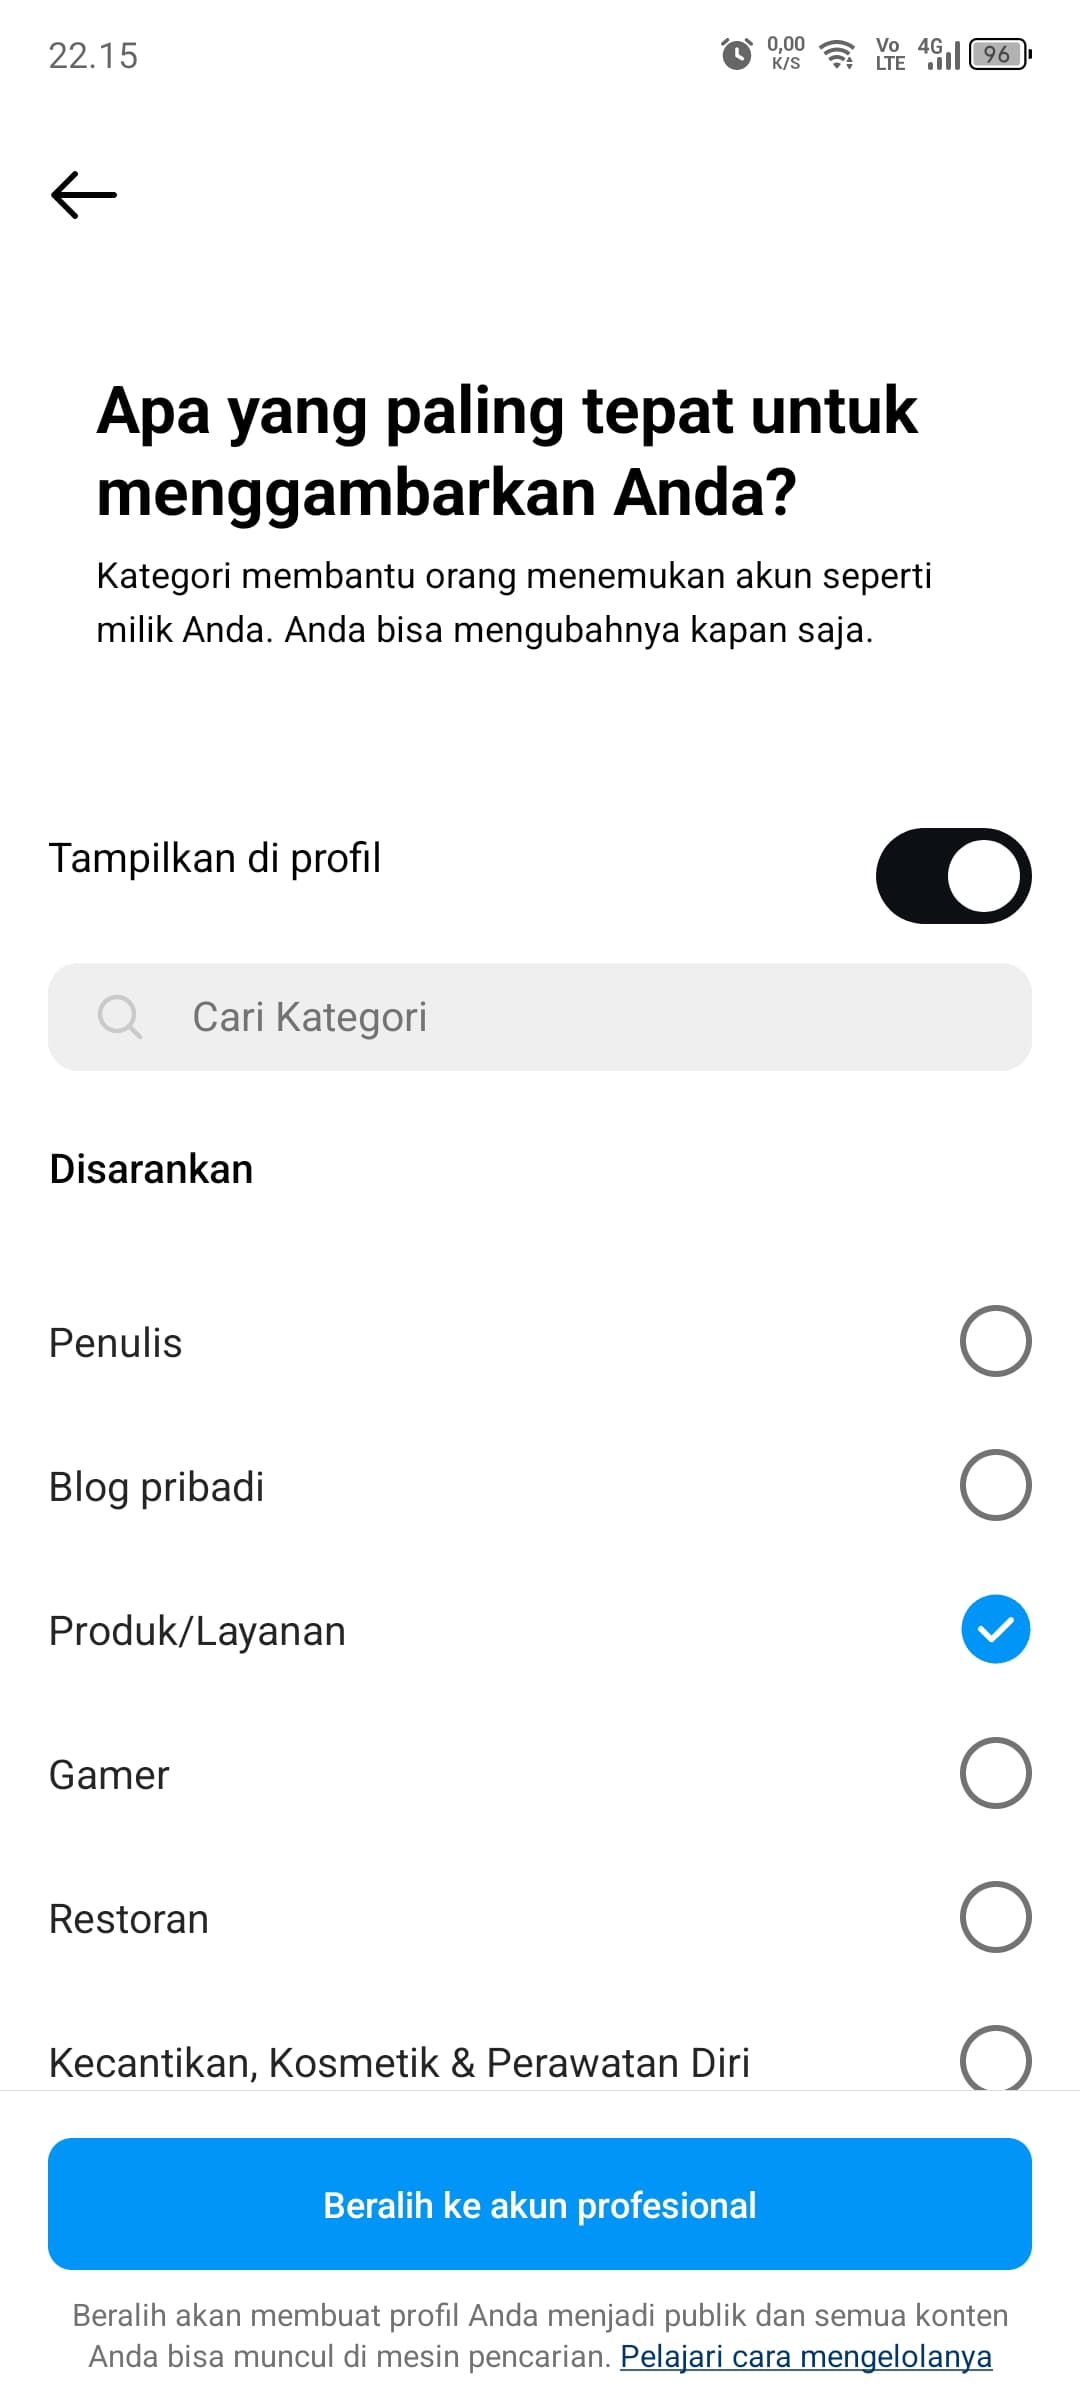 22.15
0,00
K/S
Vo
LTE
4G
96
Apa yang paling tepat untuk
menggambarkan Anda?
Kategori membantu orang menemukan akun seperti
milik Anda. Anda bisa mengubahnya kapan saja.
Tampilkan di profil
Cari Kategori
Disarankan
Penulis
Blog pribadi
Produk/Layanan
Gamer
Restoran
Kecantikan, Kosmetik & Perawatan Diri
Beralih ke akun profesional
Beralih akan membuat profil Anda menjadi publik dan semua konten
Anda bisa muncul di mesin pencarian. Pelajari cara mengelolanya